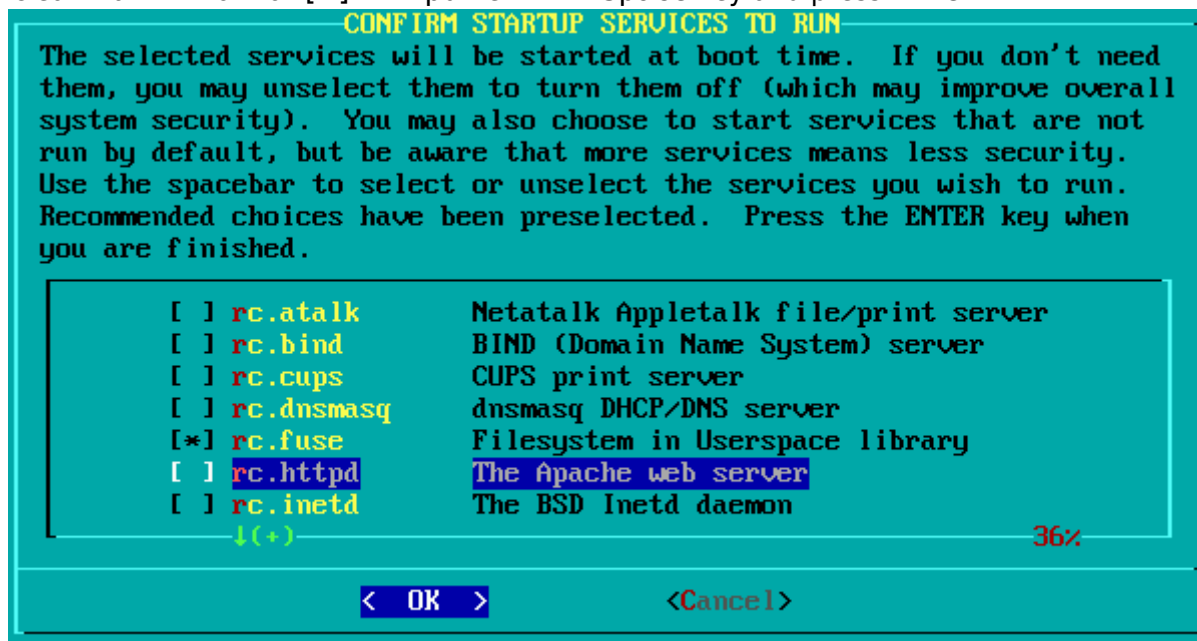 CONFIRM STARTUP SERVICES TO RUN
The selected services will be started at boot time.  If you don't need
them, you may unselect them to turn them off (which may improve overall
system security).  You may also choose to start services that are not
run by default, but be aware that more services means less security.
Use the spacebar to select or unselect the services you wish to run.
Recommended choices have been preselected.  Press the ENTER key when
you are finished.
[ ] rc.atalk Netatalk Appletalk file/print server
[ ] rc.bind BIND (Domain Name System) server
[ ] rc.cups CUPS print server
[ ] rc.dnsmasq dnsmasq DHCP/DNS server
[*] rc.fuse Filesystem in Userspace library
[ ] rc.httpd The Apache web server
[ ] rc.inetd The BSD Inetd daemon
↓(+) 36%
< OK > <Cancel>